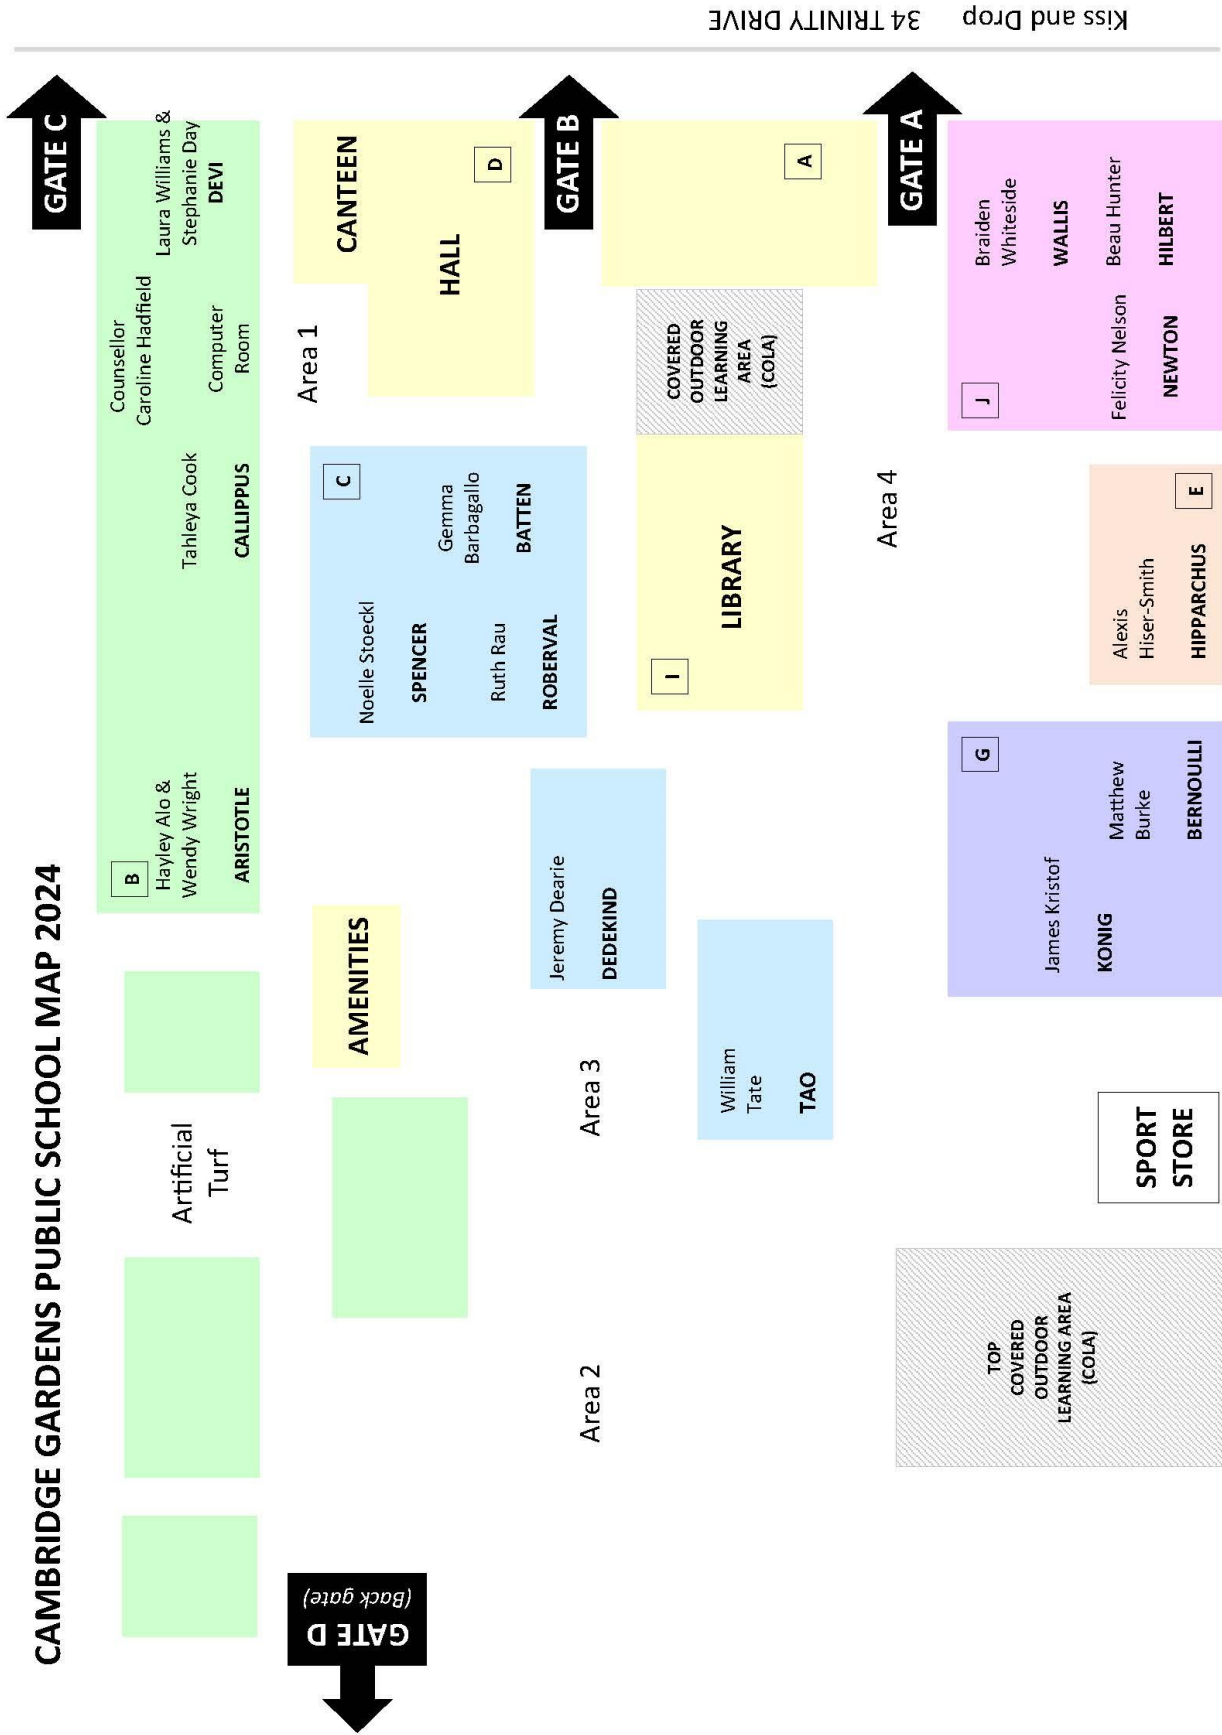 CAMBRIDGE GARDENS PUBLIC SCHOOL MAP 2024
GATE C
Laura Williams &
Stephanie Day
DEVI
Counsellor
Caroline Hadfield
Computer
Room
Tahleya Cook
CALLIPPUS
B
Hayley Alo &
Wendy Wright
ARISTOTLE
Artificial
Turf
GATE D
(Back gate)
CANTEEN
HALL
D
Area 1
C
Noelle Stoeckl
SPENCER
Gemma
Barbagallo
BATTEN
Ruth Rau
ROBERVAL
AMENITIES
GATE B
A
COVERED
OUTDOOR
LEARNING
AREA
(COLA)
LIBRARY
I
Jeremy Dearie
DEDEKIND
Area 3
Area 2
William
Tate
TAO
Area 4
GATE A
Braiden
Whiteside
WALLIS
Beau Hunter
HILBERT
J
Felicity Nelson
NEWTON
Alexis
Hiser-Smith
HIPPARCHUS
E
G
Matthew
Burke
BERNOULLI
James Kristof
KONIG
SPORT
STORE
TOP
COVERED
OUTDOOR
LEARNING AREA
(COLA)
34 TRINITY DRIVE
Kiss and Drop